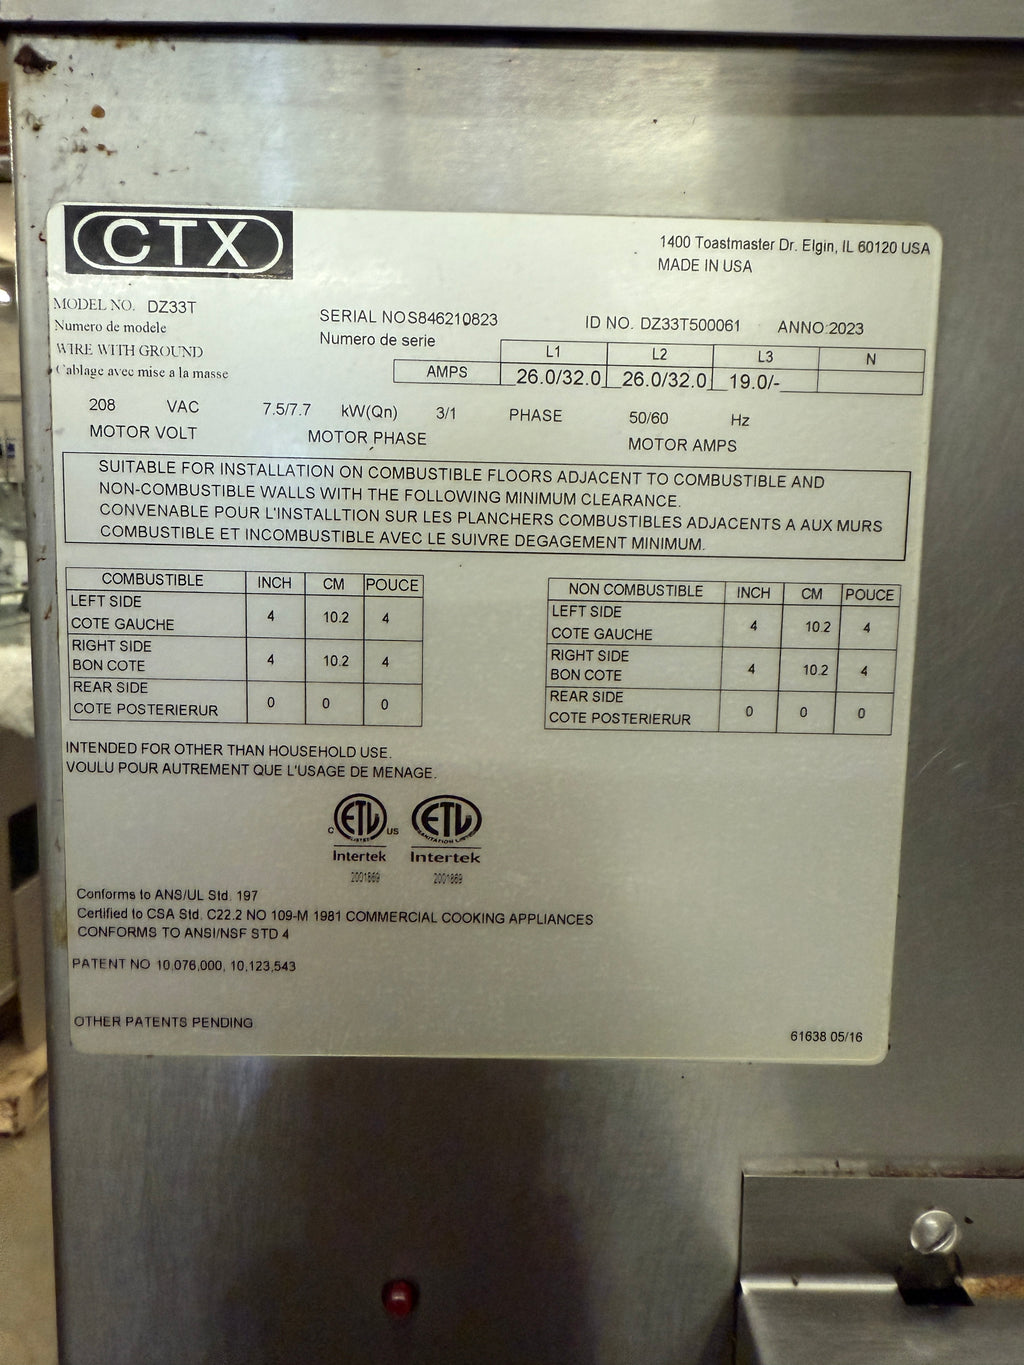 CTX
1400 Toastmaster Dr. Elgin, IL 60120 USA
MADE IN USA
MODEL NO. DZ33T
Numero de modele
SERIAL NOS846210823
Numero de serie
ID NO. DZ33T500061 ANNO:2023
WIRE WITH GROUND
Cablage avec mise a la masse
L1 L2 L3 N
AMPS 26.0/32.0 26.0/32.0 19.0/-
208 VAC 7.5/7.7 kW(Qn) 3/1 PHASE 50/60 Hz
MOTOR VOLT MOTOR PHASE MOTOR AMPS
SUITABLE FOR INSTALLATION ON COMBUSTIBLE FLOORS ADJACENT TO COMBUSTIBLE AND
NON-COMBUSTIBLE WALLS WITH THE FOLLOWING MINIMUM CLEARANCE.
CONVENABLE POUR L'INSTALLTION SUR LES PLANCHERS COMBUSTIBLES ADJACENTS A AUX MURS
COMBUSTIBLE ET INCOMBUSTIBLE AVEC LE SUIVRE DEGAGEMENT MINIMUM.
COMBUSTIBLE INCH CM POUCE
LEFT SIDE
COTE GAUCHE 4 10.2 4
RIGHT SIDE
BON COTE 4 10.2 4
REAR SIDE
COTE POSTERIERUR 0 0 0
NON COMBUSTIBLE INCH CM POUCE
LEFT SIDE
COTE GAUCHE 4 10.2 4
RIGHT SIDE
BON COTE 4 10.2 4
REAR SIDE
COTE POSTERIERUR 0 0 0
INTENDED FOR OTHER THAN HOUSEHOLD USE.
VOULU POUR AUTREMENT QUE L'USAGE DE MENAGE.
C ETL US ETL
LISTED SANITATION LISTED
Intertek Intertek
2001869 2001869
Conforms to ANS/UL Std. 197
Certified to CSA Std. C22.2 NO 109-M 1981 COMMERCIAL COOKING APPLIANCES
CONFORMS TO ANSI/NSF STD 4
PATENT NO 10,076,000, 10,123,543
OTHER PATENTS PENDING
61638 05/16